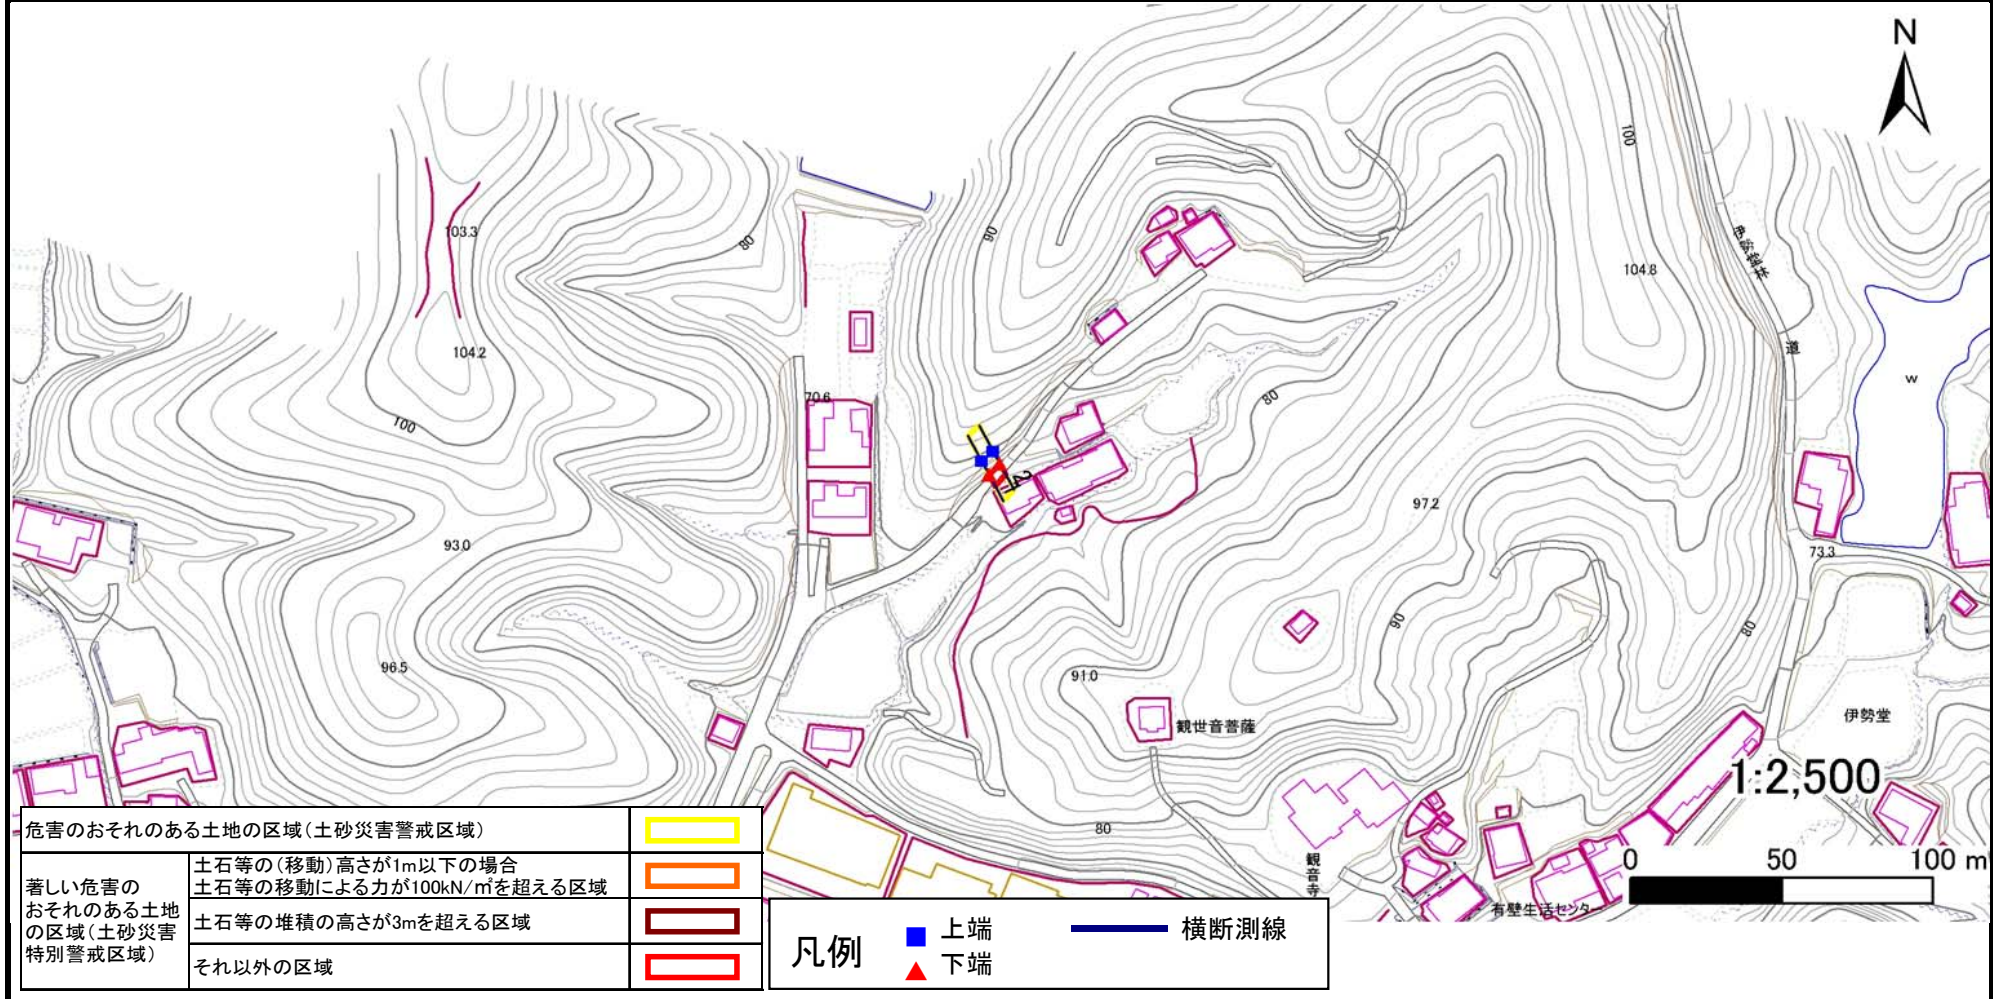 N
103.3
104.2
100
80
90
70.6
100
104.8
伊勢舘林
道
W
80
97.2
93.0
96.5
90
91.0
観世音菩薩
73.3
80
伊勢堂
1:2,500
80
観音寺
有壁生活センター
0 50 100 m
危害のおそれのある土地の区域(土砂災害警戒区域)
著しい危害の
おそれのある土地
の区域(土砂災害
特別警戒区域)
土石等の(移動)高さが1m以下の場合
土石等の移動による力が100kN/㎡を超える区域
土石等の堆積の高さが3mを超える区域
それ以外の区域
凡例
上端
下端
横断測線